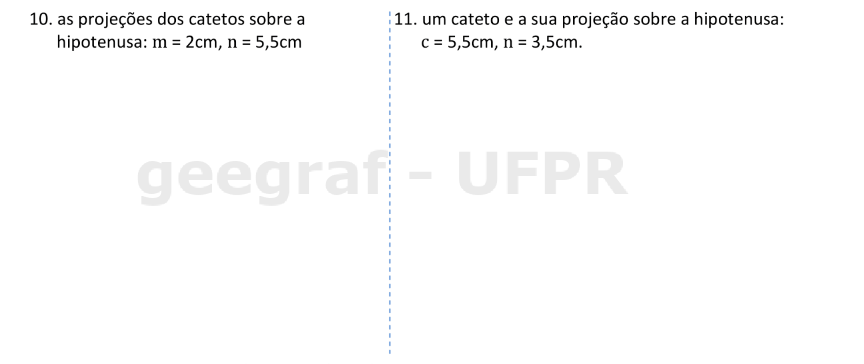 10. as projeções dos catetos sobre a
hipotenusa: m = 2cm, n = 5,5cm
11. um cateto e a sua projeção sobre a hipotenusa:
c = 5,5cm, n = 3,5cm.
geegraf - UFPR